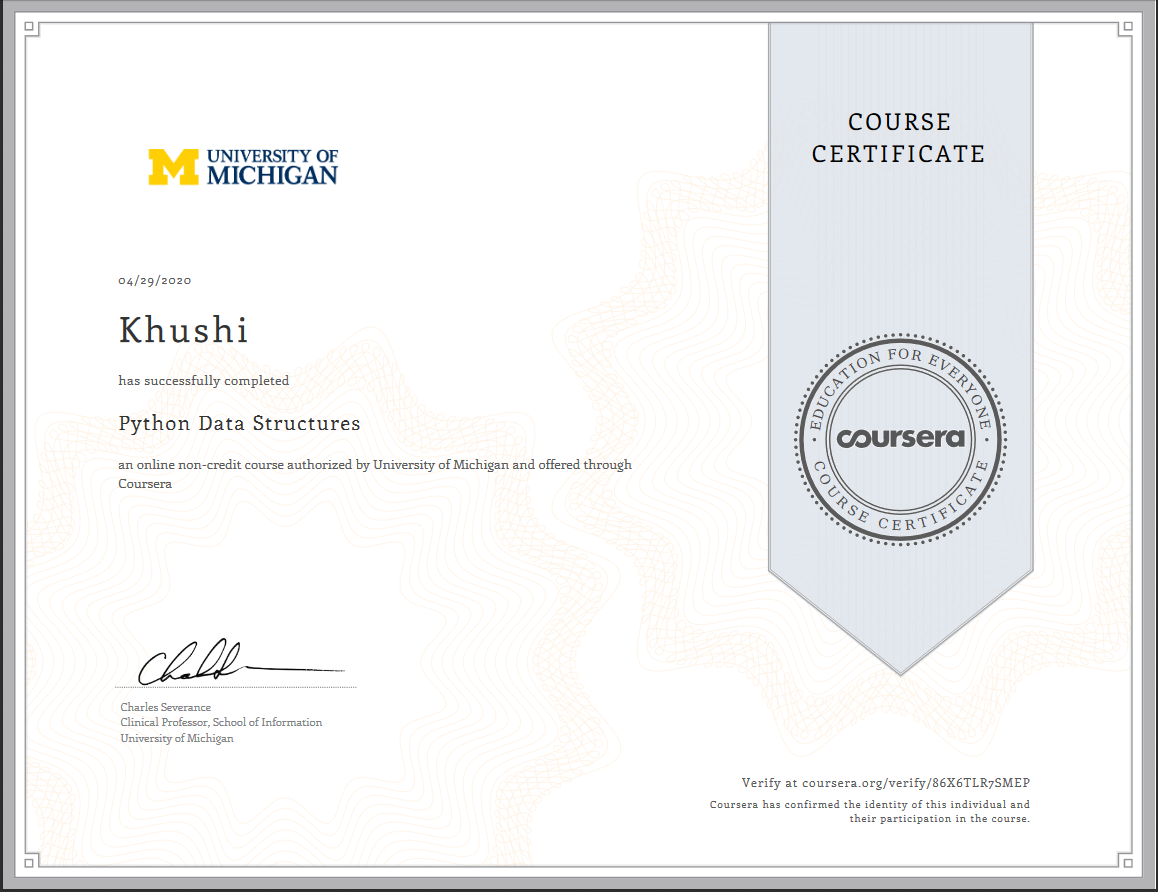 COURSE
CERTIFICATE
UNIVERSITY OF
MICHIGAN
04/29/2020
Khushi
has successfully completed
Python Data Structures
an online non-credit course authorized by University of Michigan and offered through
Coursera
EDUCATION FOR EVERYONE
coursera
COURSE CERTIFICATE
Charles Severance
Clinical Professor, School of Information
University of Michigan
Verify at coursera.org/verify/86X6TLR7SMEP
Coursera has confirmed the identity of this individual and
their participation in the course.